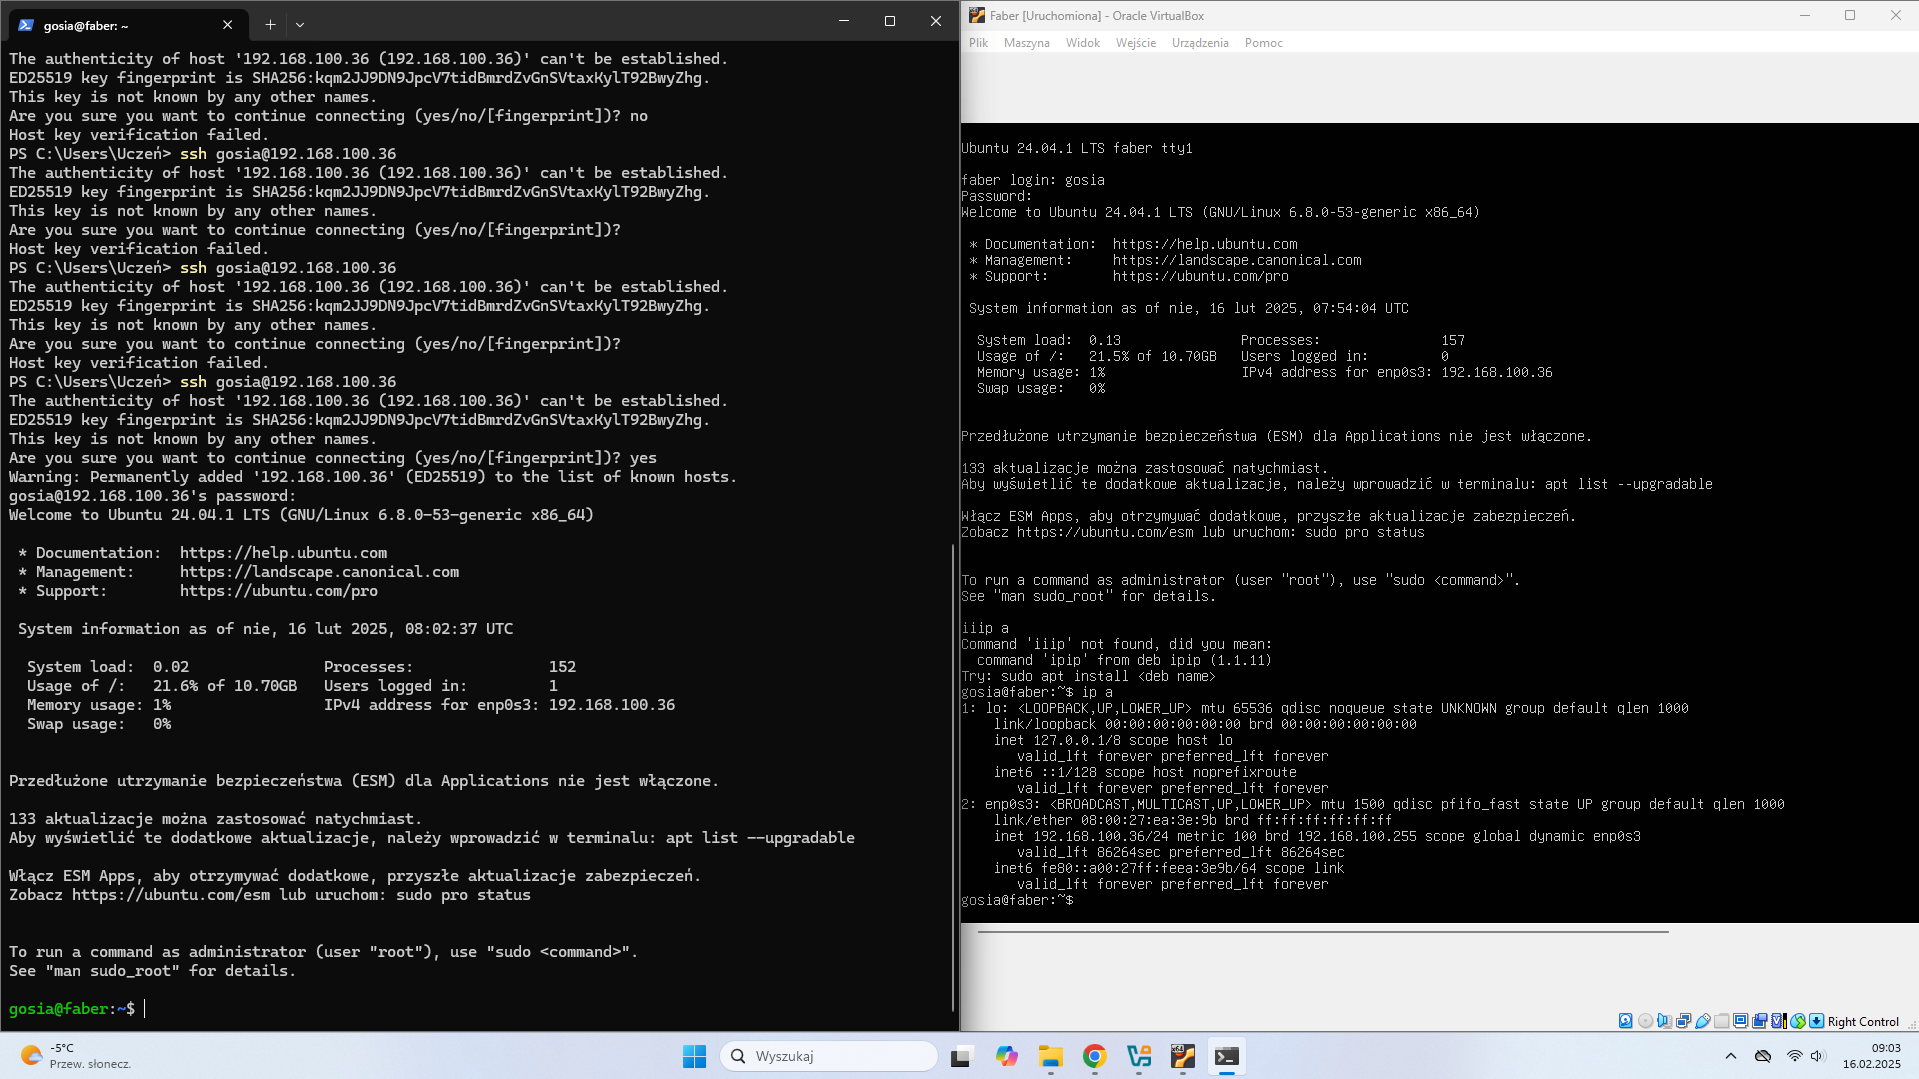 gosia@faber: ~
The authenticity of host '192.168.100.36 (192.168.100.36)' can't be established.
ED25519 key fingerprint is SHA256:kqm2JJ9DN9JpcV7tidBmrdZvGnSVtaxKylT92BwyZhg.
This key is not known by any other names.
Are you sure you want to continue connecting (yes/no/[fingerprint])? no
Host key verification failed.
PS C:\Users\Uczeń> ssh gosia@192.168.100.36
The authenticity of host '192.168.100.36 (192.168.100.36)' can't be established.
ED25519 key fingerprint is SHA256:kqm2JJ9DN9JpcV7tidBmrdZvGnSVtaxKylT92BwyZhg.
This key is not known by any other names.
Are you sure you want to continue connecting (yes/no/[fingerprint])?
Host key verification failed.
PS C:\Users\Uczeń> ssh gosia@192.168.100.36
The authenticity of host '192.168.100.36 (192.168.100.36)' can't be established.
ED25519 key fingerprint is SHA256:kqm2JJ9DN9JpcV7tidBmrdZvGnSVtaxKylT92BwyZhg.
This key is not known by any other names.
Are you sure you want to continue connecting (yes/no/[fingerprint])?
Host key verification failed.
PS C:\Users\Uczeń> ssh gosia@192.168.100.36
The authenticity of host '192.168.100.36 (192.168.100.36)' can't be established.
ED25519 key fingerprint is SHA256:kqm2JJ9DN9JpcV7tidBmrdZvGnSVtaxKylT92BwyZhg.
This key is not known by any other names.
Are you sure you want to continue connecting (yes/no/[fingerprint])? yes
Warning: Permanently added '192.168.100.36' (ED25519) to the list of known hosts.
gosia@192.168.100.36's password:
Welcome to Ubuntu 24.04.1 LTS (GNU/Linux 6.8.0-53-generic x86_64)
* Documentation: https://help.ubuntu.com
* Management: https://landscape.canonical.com
* Support: https://ubuntu.com/pro
System information as of nie, 16 lut 2025, 08:02:37 UTC
System load: 0.02 Processes: 152
Usage of /: 21.6% of 10.70GB Users logged in: 1
Memory usage: 1% IPv4 address for enp0s3: 192.168.100.36
Swap usage: 0%
Przedłużone utrzymanie bezpieczeństwa (ESM) dla Applications nie jest włączone.
133 aktualizacje można zastosować natychmiast.
Aby wyświetlić te dodatkowe aktualizacje, należy wprowadzić w terminalu: apt list --upgradable
Włącz ESM Apps, aby otrzymywać dodatkowe, przyszłe aktualizacje zabezpieczeń.
Zobacz https://ubuntu.com/esm lub uruchom: sudo pro status
To run a command as administrator (user "root"), use "sudo <command>".
See "man sudo_root" for details.
gosia@faber:~$
Faber [Uruchomiona] - Oracle VirtualBox
Plik Maszyna Widok Wejście Urządzenia Pomoc
Ubuntu 24.04.1 LTS faber tty1
faber login: gosia
Password:
Welcome to Ubuntu 24.04.1 LTS (GNU/Linux 6.8.0-53-generic x86_64)
* Documentation: https://help.ubuntu.com
* Management: https://landscape.canonical.com
* Support: https://ubuntu.com/pro
System information as of nie, 16 lut 2025, 07:54:04 UTC
System load: 0.13 Processes: 157
Usage of /: 21.5% of 10.70GB Users logged in: 0
Memory usage: 1% IPv4 address for enp0s3: 192.168.100.36
Swap usage: 0%
Przedłużone utrzymanie bezpieczeństwa (ESM) dla Applications nie jest włączone.
133 aktualizacje można zastosować natychmiast.
Aby wyświetlić te dodatkowe aktualizacje, należy wprowadzić w terminalu: apt list --upgradable
Włącz ESM Apps, aby otrzymywać dodatkowe, przyszłe aktualizacje zabezpieczeń.
Zobacz https://ubuntu.com/esm lub uruchom: sudo pro status
To run a command as administrator (user "root"), use "sudo <command>".
See "man sudo_root" for details.
iiip a
Command 'iiip' not found, did you mean:
command 'ipip' from deb ipip (1.1.11)
Try: sudo apt install <deb name>
gosia@faber:~$ ip a
1: lo: <LOOPBACK,UP,LOWER_UP> mtu 65536 qdisc noqueue state UNKNOWN group default qlen 1000
link/loopback 00:00:00:00:00:00 brd 00:00:00:00:00:00
inet 127.0.0.1/8 scope host lo
valid_lft forever preferred_lft forever
inet6 ::1/128 scope host noprefixroute
valid_lft forever preferred_lft forever
2: enp0s3: <BROADCAST,MULTICAST,UP,LOWER_UP> mtu 1500 qdisc pfifo_fast state UP group default qlen 1000
link/ether 08:00:27:ea:3e:9b brd ff:ff:ff:ff:ff:ff
inet 192.168.100.36/24 metric 100 brd 192.168.100.255 scope global dynamic enp0s3
valid_lft 86264sec preferred_lft 86264sec
inet6 fe80::a00:27ff:feea:3e9b/64 scope link
valid_lft forever preferred_lft forever
gosia@faber:~$
Right Control
-5°C
Przew. słonecz.
Wyszukaj
09:03
16.02.2025